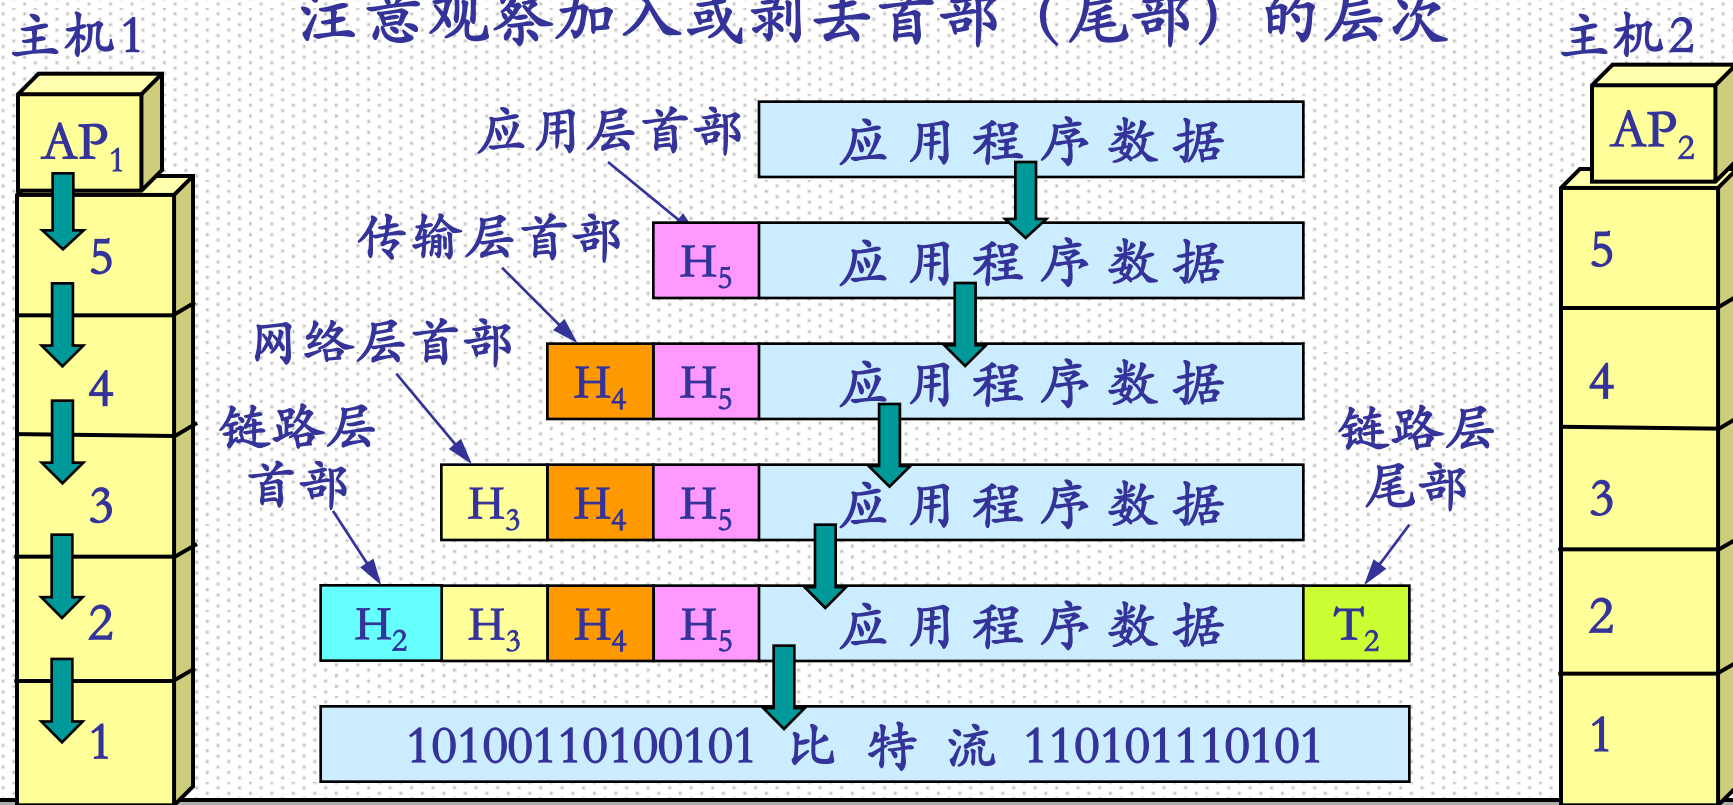 注意观察加入或剥去首部（尾部）的层次
主机1
主机2
AP1
AP2
应用层首部
应用程序数据
传输层首部
H5 应用程序数据
5
5
网络层首部
H4 H5 应用程序数据
4
4
链路层
首部
链路层
尾部
H3 H4 H5 应用程序数据
3
3
H2 H3 H4 H5 应用程序数据 T2
2
2
10100110100101 比特流 110101110101
1
1